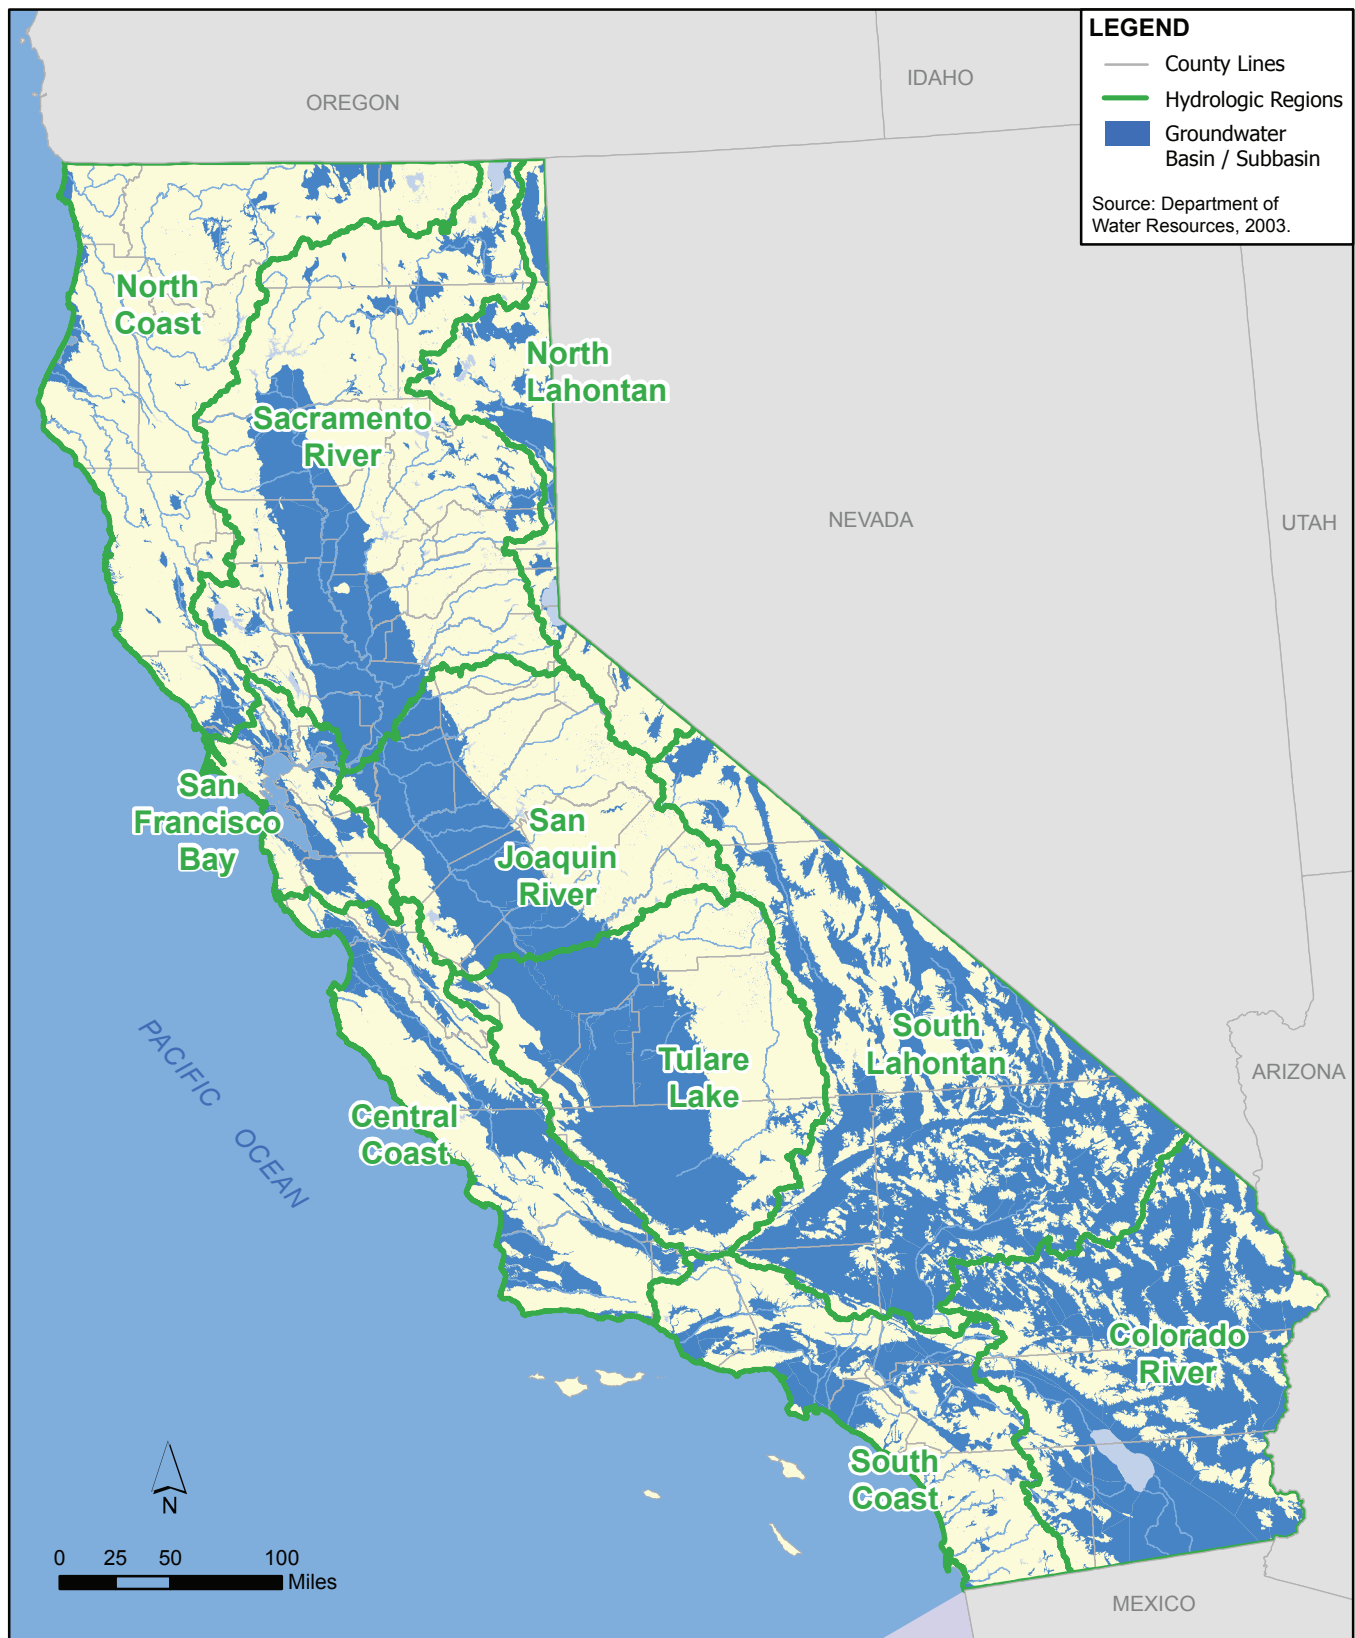 LEGEND
County Lines
Hydrologic Regions
Groundwater
Basin / Subbasin
Source: Department of
Water Resources, 2003.
OREGON
IDAHO
North
Coast
North
Lahontan
Sacramento
River
NEVADA
UTAH
San
Francisco
Bay
San
Joaquin
River
South
Lahontan
Tulare
Lake
ARIZONA
PACIFIC
OCEAN
Central
Coast
Colorado
River
South
Coast
N
0 25 50 100
Miles
MEXICO